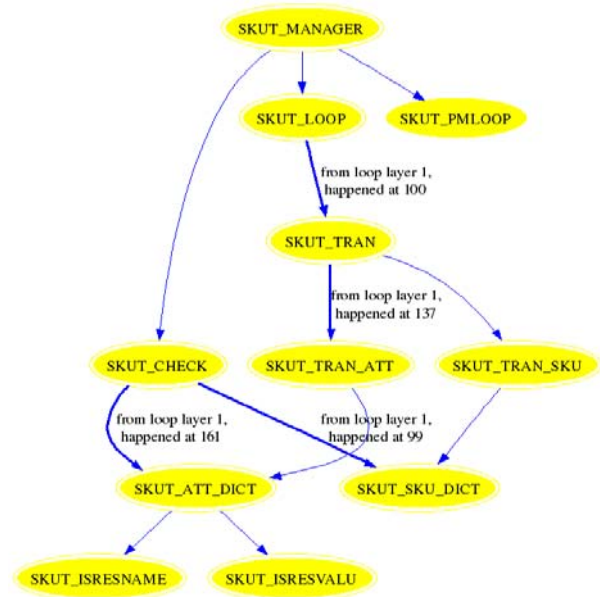 SKUT_MANAGER
SKUT_LOOP
SKUT_PMLOOP
from loop layer 1,
happened at 100
SKUT_TRAN
from loop layer 1,
happened at 137
SKUT_CHECK
SKUT_TRAN_ATT
SKUT_TRAN_SKU
from loop layer 1,
happened at 161
from loop layer 1,
happened at 99
SKUT_ATT_DICT
SKUT_SKU_DICT
SKUT_ISRESNAME
SKUT_ISRESVALU